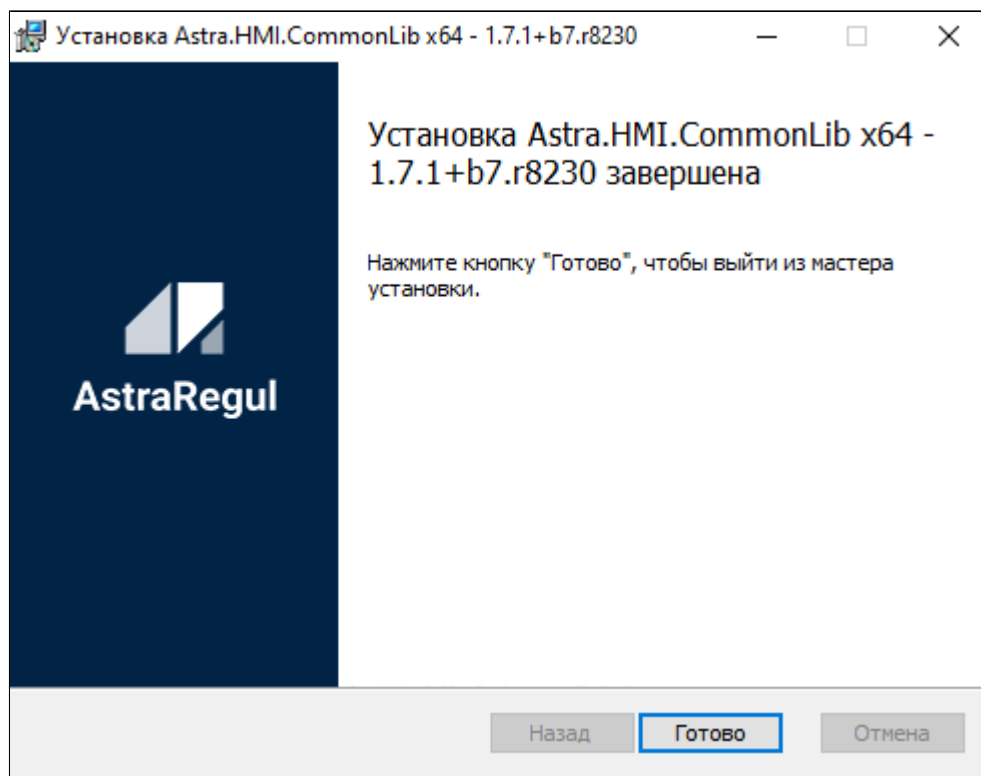 Установка Astra.HMI.CommonLib x64 - 1.7.1+b7.r8230
Установка Astra.HMI.CommonLib x64 -
1.7.1+b7.r8230 завершена
Нажмите кнопку "Готово", чтобы выйти из мастера
установки.
AstraRegul
Назад
Готово
Отмена